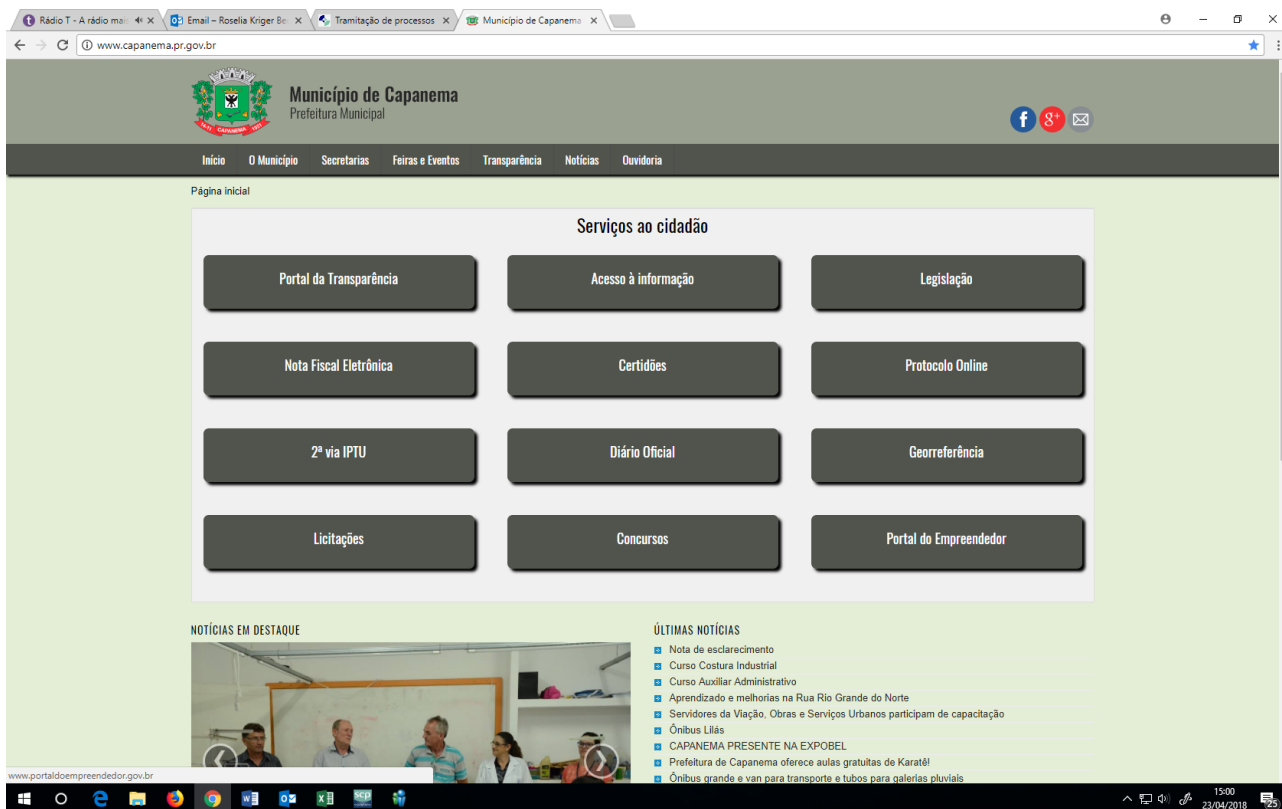 Rádio T - A rádio mais
Email – Roselia Kriger Be
Tramitação de processos
Município de Capanema
www.capanema.pr.gov.br
CAPANEMA
Município de Capanema
Prefeitura Municipal
Início O Município Secretarias Feiras e Eventos Transparência Notícias Ouvidoria
Página inicial
Serviços ao cidadão
Portal da Transparência Acesso à informação Legislação
Nota Fiscal Eletrônica Certidões Protocolo Online
2ª via IPTU Diário Oficial Georreferência
Licitações Concursos Portal do Empreendedor
NOTÍCIAS EM DESTAQUE
ÚLTIMAS NOTÍCIAS
Nota de esclarecimento
Curso Costura Industrial
Curso Auxiliar Administrativo
Aprendizado e melhorias na Rua Rio Grande do Norte
Servidores da Viação, Obras e Serviços Urbanos participam de capacitação
Ônibus Lilás
CAPANEMA PRESENTE NA EXPOBEL
Prefeitura de Capanema oferece aulas gratuitas de Karatê!
Ônibus grande e van para transporte e tubos para galerias pluviais
www.portaldoempreendedor.gov.br
scp
15:00
23/04/2018